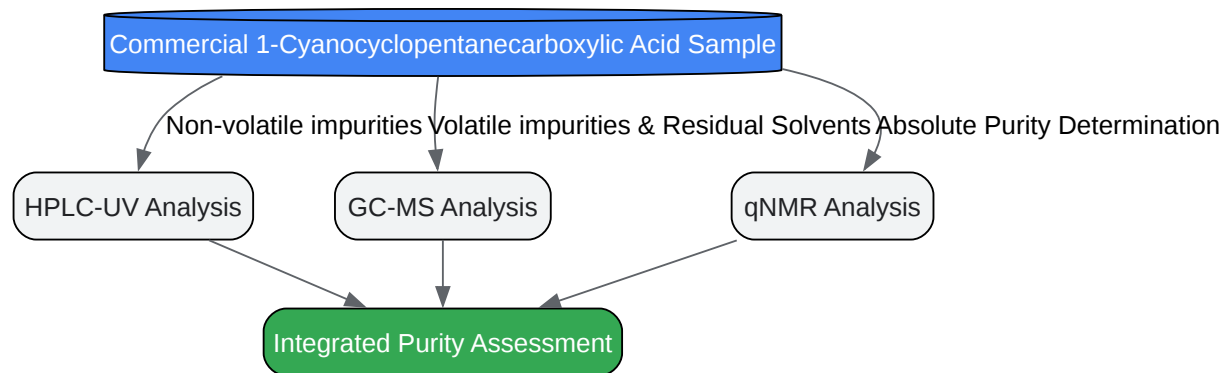 Commercial 1-Cyanocyclopentanecarboxylic Acid Sample
Non-volatile impurities
Volatile impurities & Residual Solvents
Absolute Purity Determination
HPLC-UV Analysis
GC-MS Analysis
qNMR Analysis
Integrated Purity Assessment